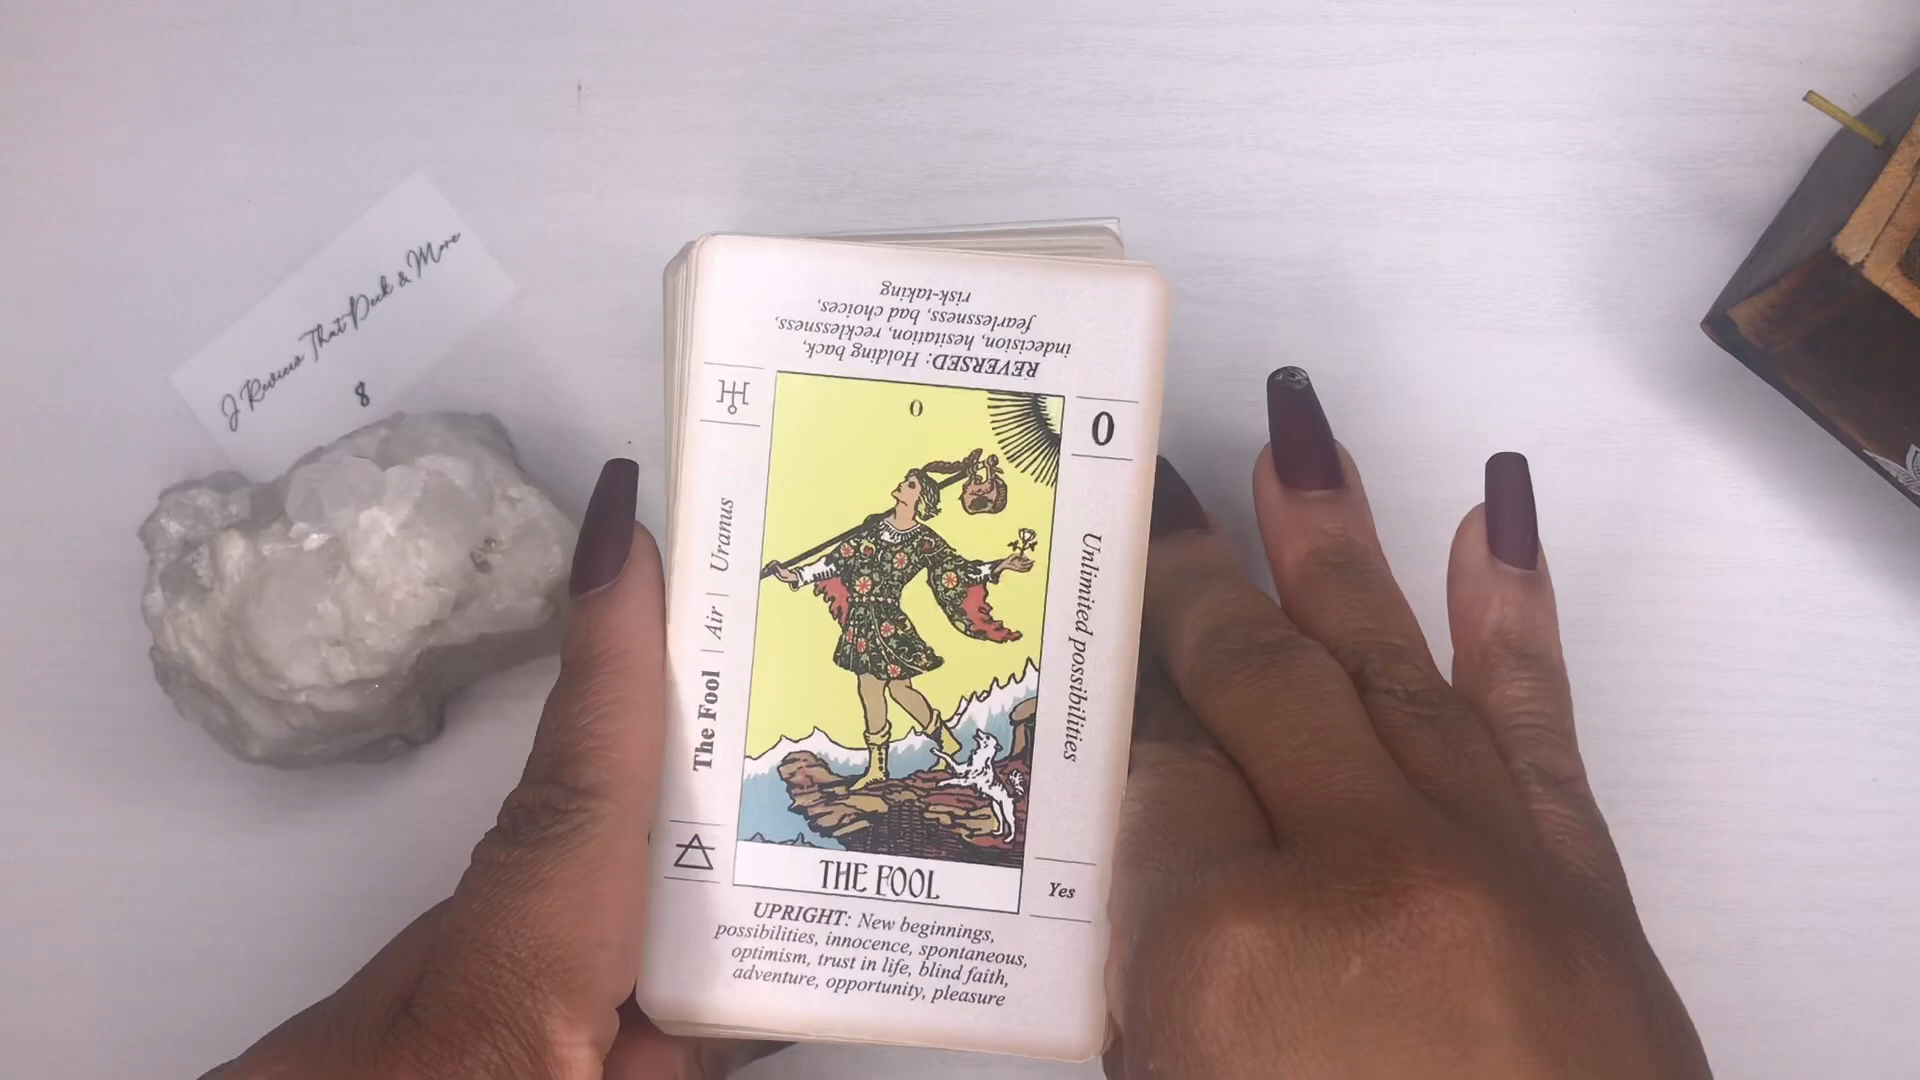 J Reviews That Deck & More
8
REVERSED: Holding back,
indecision, hesitation, recklessness,
fearlessness, bad choices,
risk-taking
0
0
The Fool | Air | Uranus
Unlimited possibilities
THE FOOL
Yes
UPRIGHT: New beginnings,
possibilities, innocence, spontaneous,
optimism, trust in life, blind faith,
adventure, opportunity, pleasure